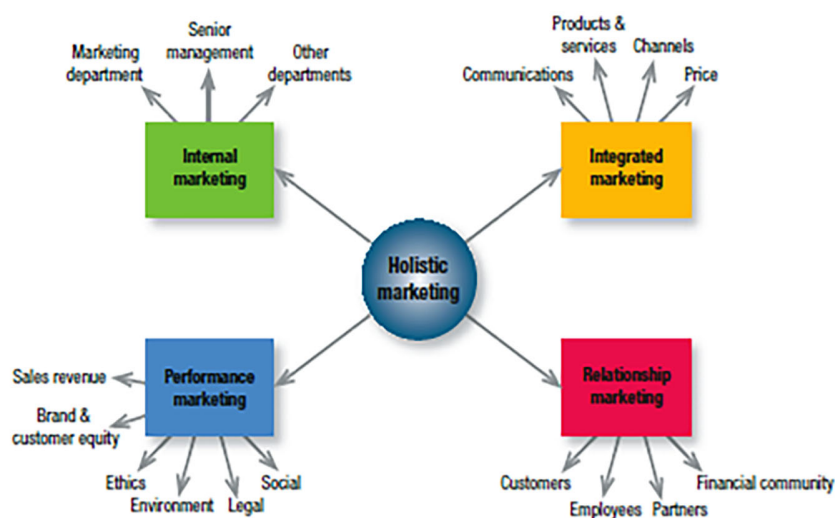 Senior
management
Marketing
department
Other
departments
Internal
marketing
Products &
services
Channels
Communications
Price
Integrated
marketing
Holistic
marketing
Performance
marketing
Sales revenue
Brand &
customer equity
Ethics
Environment
Legal
Social
Relationship
marketing
Customers
Employees
Partners
Financial community